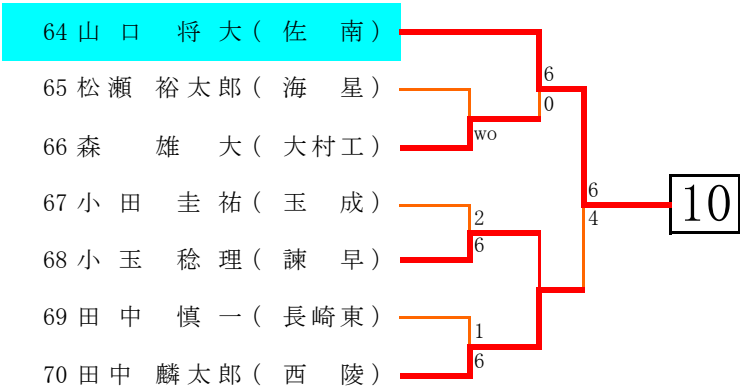 64 山口 将大(佐 南)
65 松瀬 裕太郎(海 星)
66 森 雄 大(大村工)
67 小田 圭祐(玉 成)
68 小玉 稔理(諫 早)
69 田中 慎一(長崎東)
70 田中 麟太郎(西 陵)
6
0
wo
2
6
1
6
6
4
10